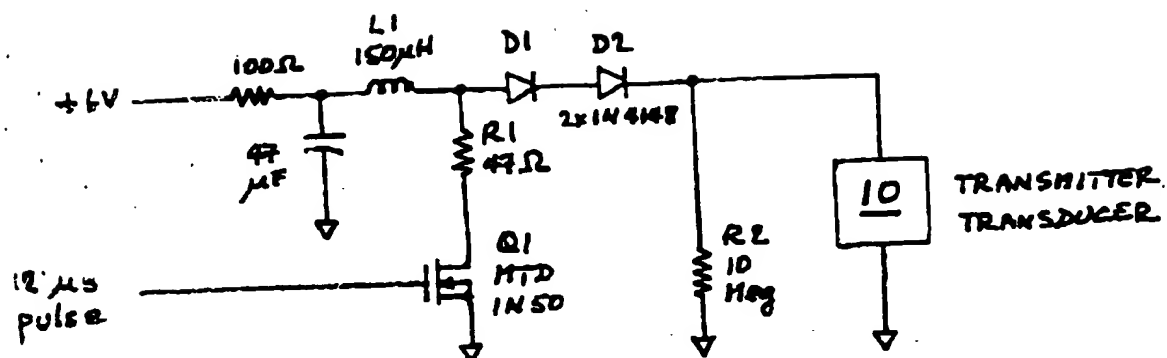 +6V
100Ω
47
μF
L1
150μH
R1
47Ω
D1
D2
2x1N4148
Q1
MTD
1N50
12 μs
pulse
R2
10
Meg
10
TRANSMITTER
TRANSDUCER